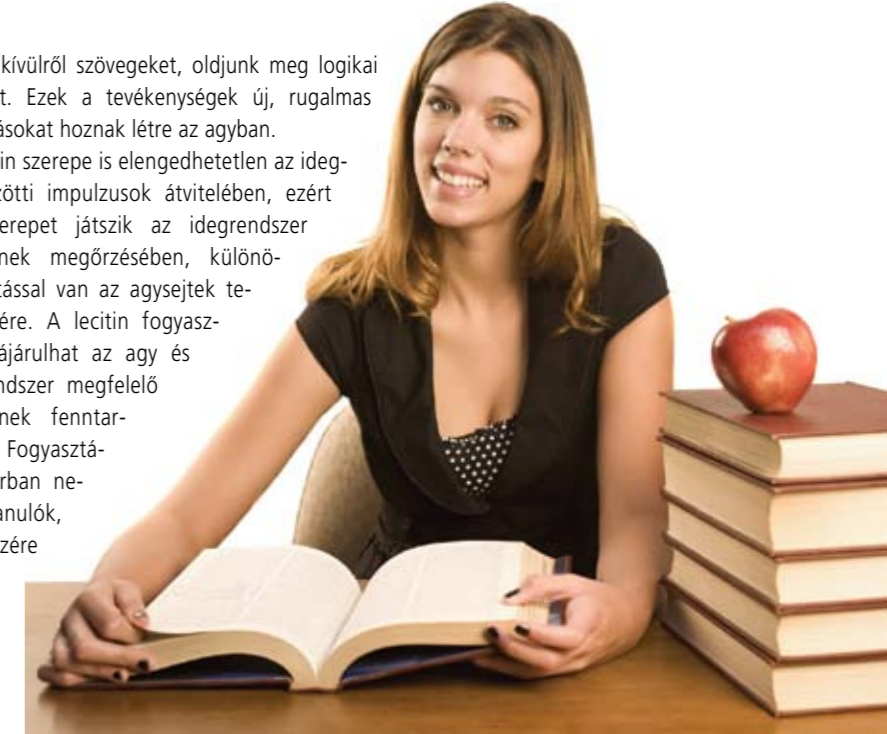 kívülről szövegeket, oldjunk meg logikai
t. Ezek a tevékenységek új, rugalmas
ásokat hoznak létre az agyban.
in szerepe is elengedhetetlen az ideg-
zötti impulzusok átvitelében, ezért
erepet játszik az idegrendszer
nek megőrzésében, különö-
tással van az agysejtek te-
ére. A lecitin fogyasz-
ájárulhat az agy és
ndszer megfelelő
nek fenntar-
Fogyasztá-
rban ne-
anulók,
zére